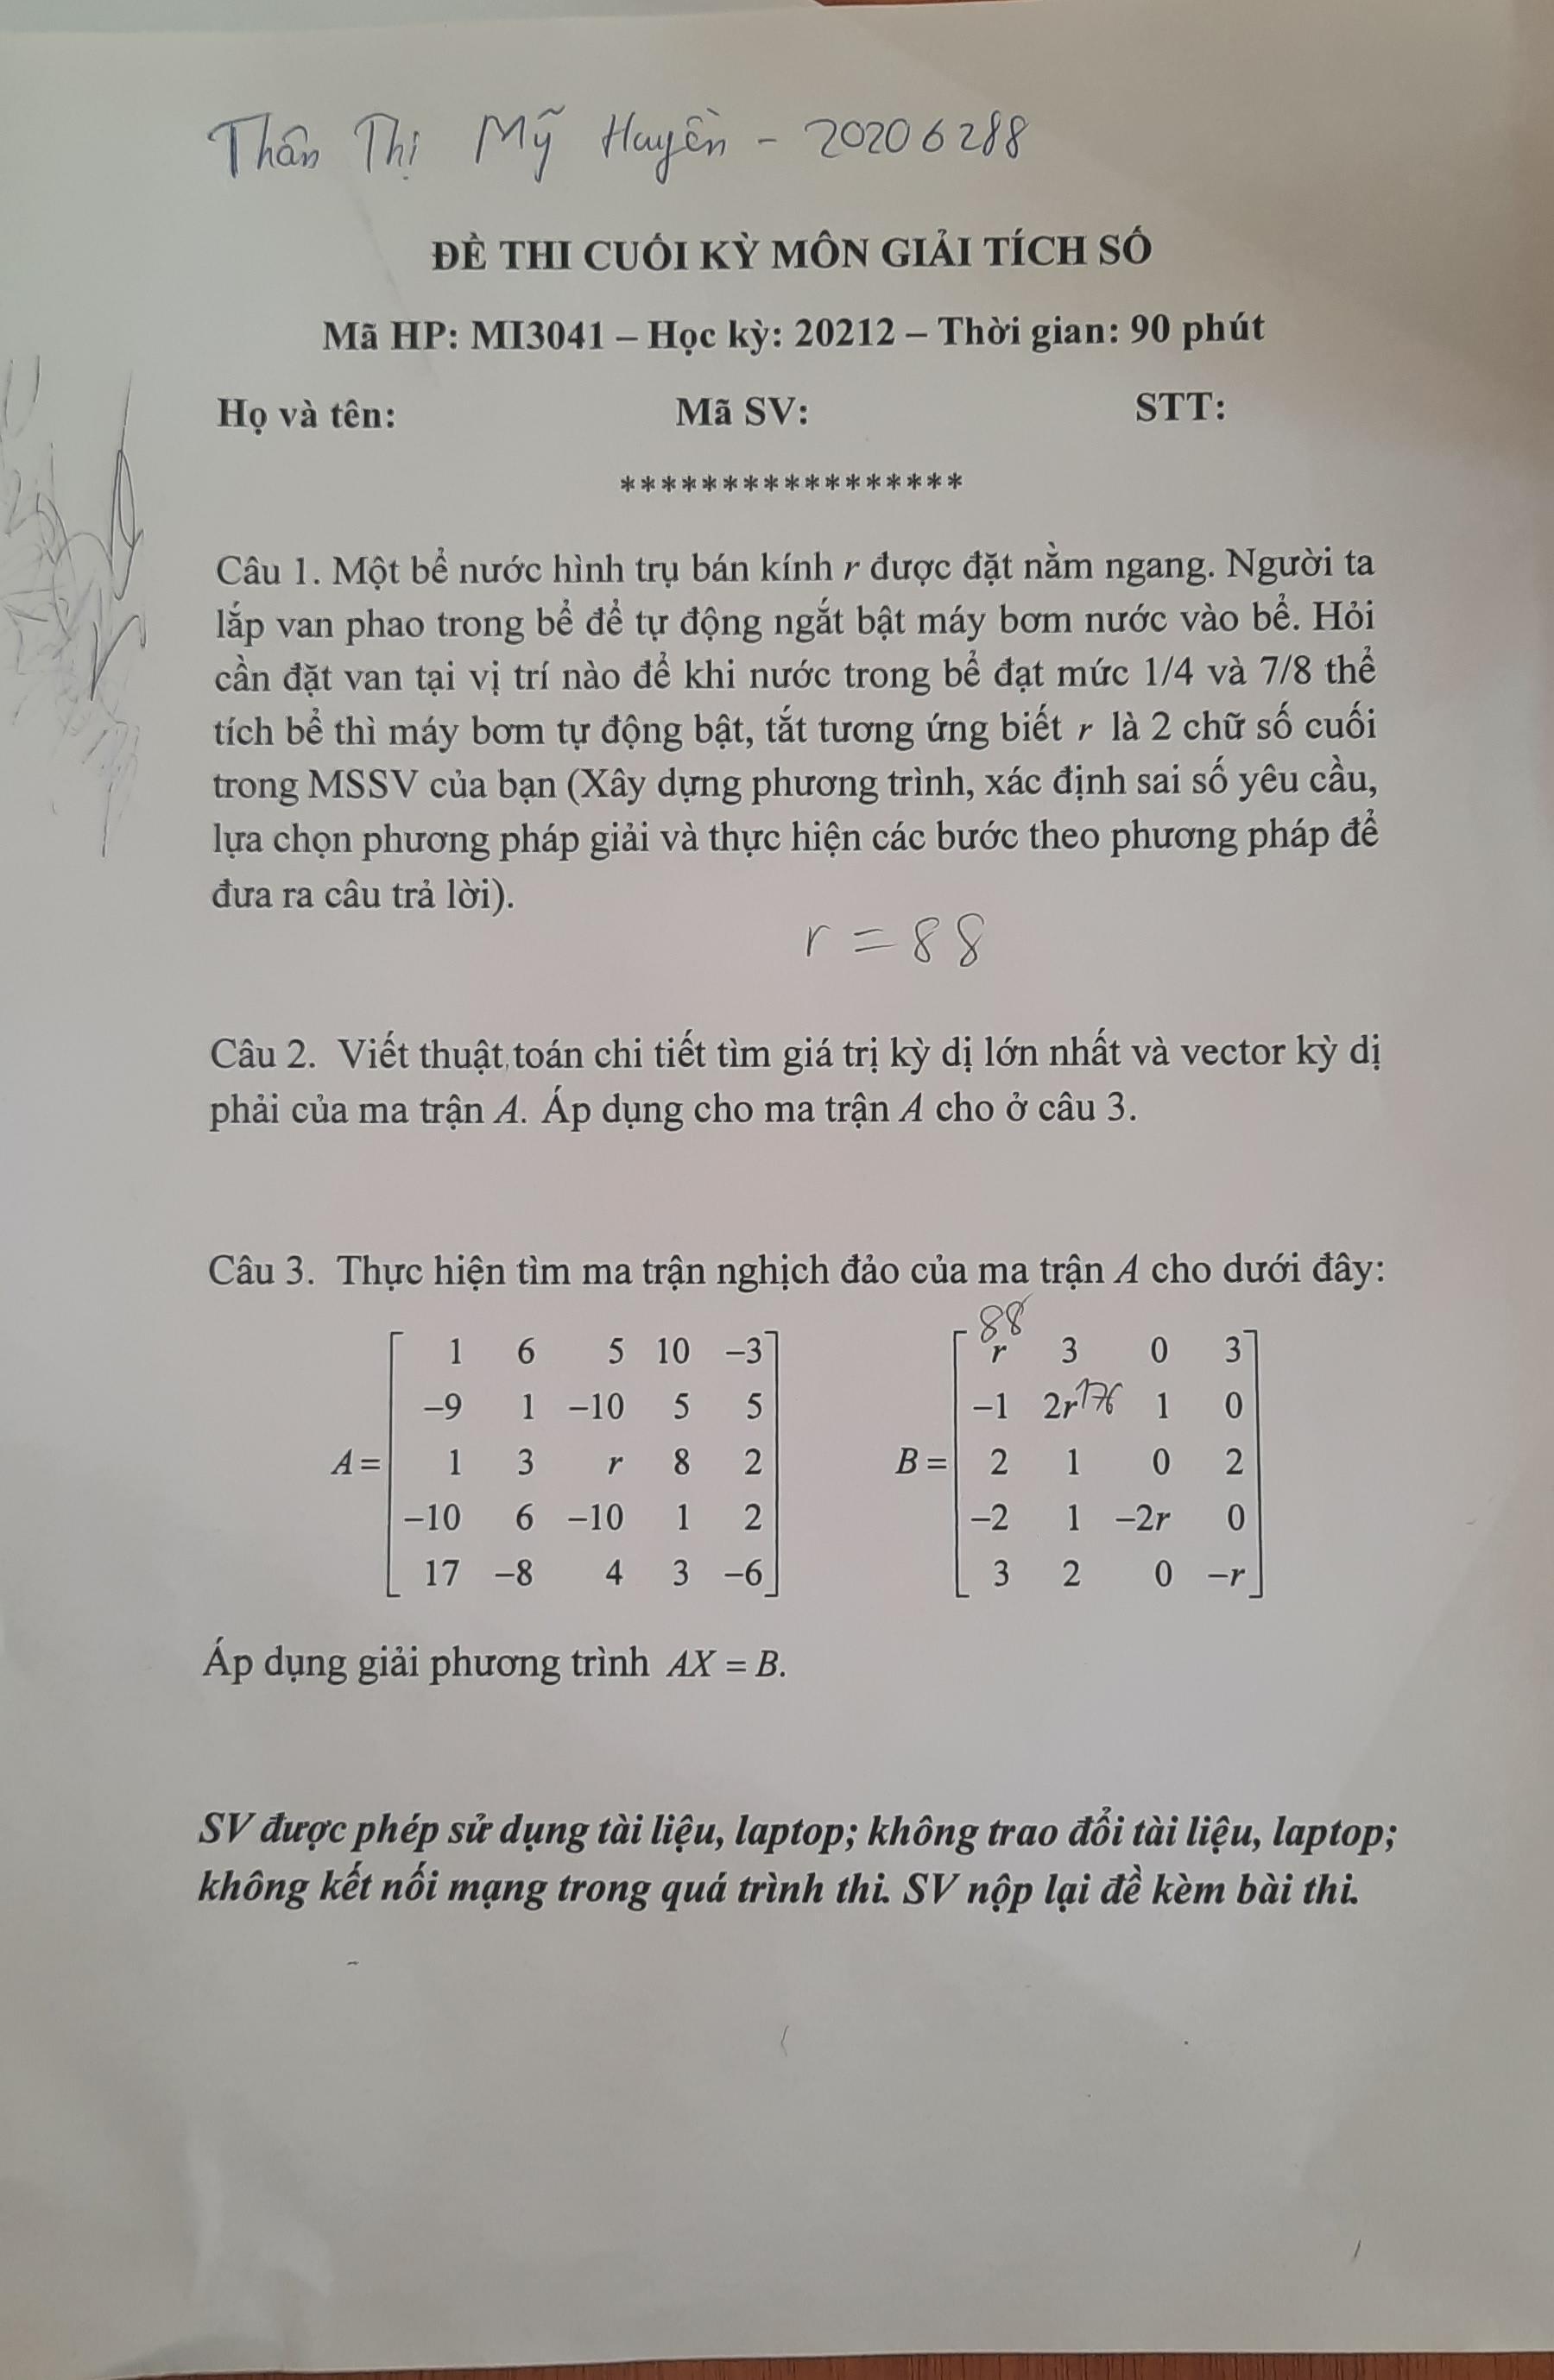 Thân Thị Mỹ Huyền - 20206288
ĐỀ THI CUỐI KỲ MÔN GIẢI TÍCH SỐ
Mã HP: MI3041 – Học kỳ: 20212 – Thời gian: 90 phút
Họ và tên: Mã SV: STT:
*****************
Câu 1. Một bể nước hình trụ bán kính r được đặt nằm ngang. Người ta
lắp van phao trong bể để tự động ngắt bật máy bơm nước vào bể. Hỏi
cần đặt van tại vị trí nào để khi nước trong bể đạt mức 1/4 và 7/8 thể
tích bể thì máy bơm tự động bật, tắt tương ứng biết r là 2 chữ số cuối
trong MSSV của bạn (Xây dựng phương trình, xác định sai số yêu cầu,
lựa chọn phương pháp giải và thực hiện các bước theo phương pháp để
đưa ra câu trả lời).
r = 88
Câu 2. Viết thuật toán chi tiết tìm giá trị kỳ dị lớn nhất và vector kỳ dị
phải của ma trận A. Áp dụng cho ma trận A cho ở câu 3.
Câu 3. Thực hiện tìm ma trận nghịch đảo của ma trận A cho dưới đây:
88
1 6 5 10 –3 r 3 0 3
–9 1 –10 5 5 –1 2r 176 1 0
A = 1 3 r 8 2 B = 2 1 0 2
–10 6 –10 1 2 –2 1 –2r 0
17 –8 4 3 –6 3 2 0 –r
Áp dụng giải phương trình AX = B.
SV được phép sử dụng tài liệu, laptop; không trao đổi tài liệu, laptop;
không kết nối mạng trong quá trình thi. SV nộp lại đề kèm bài thi.